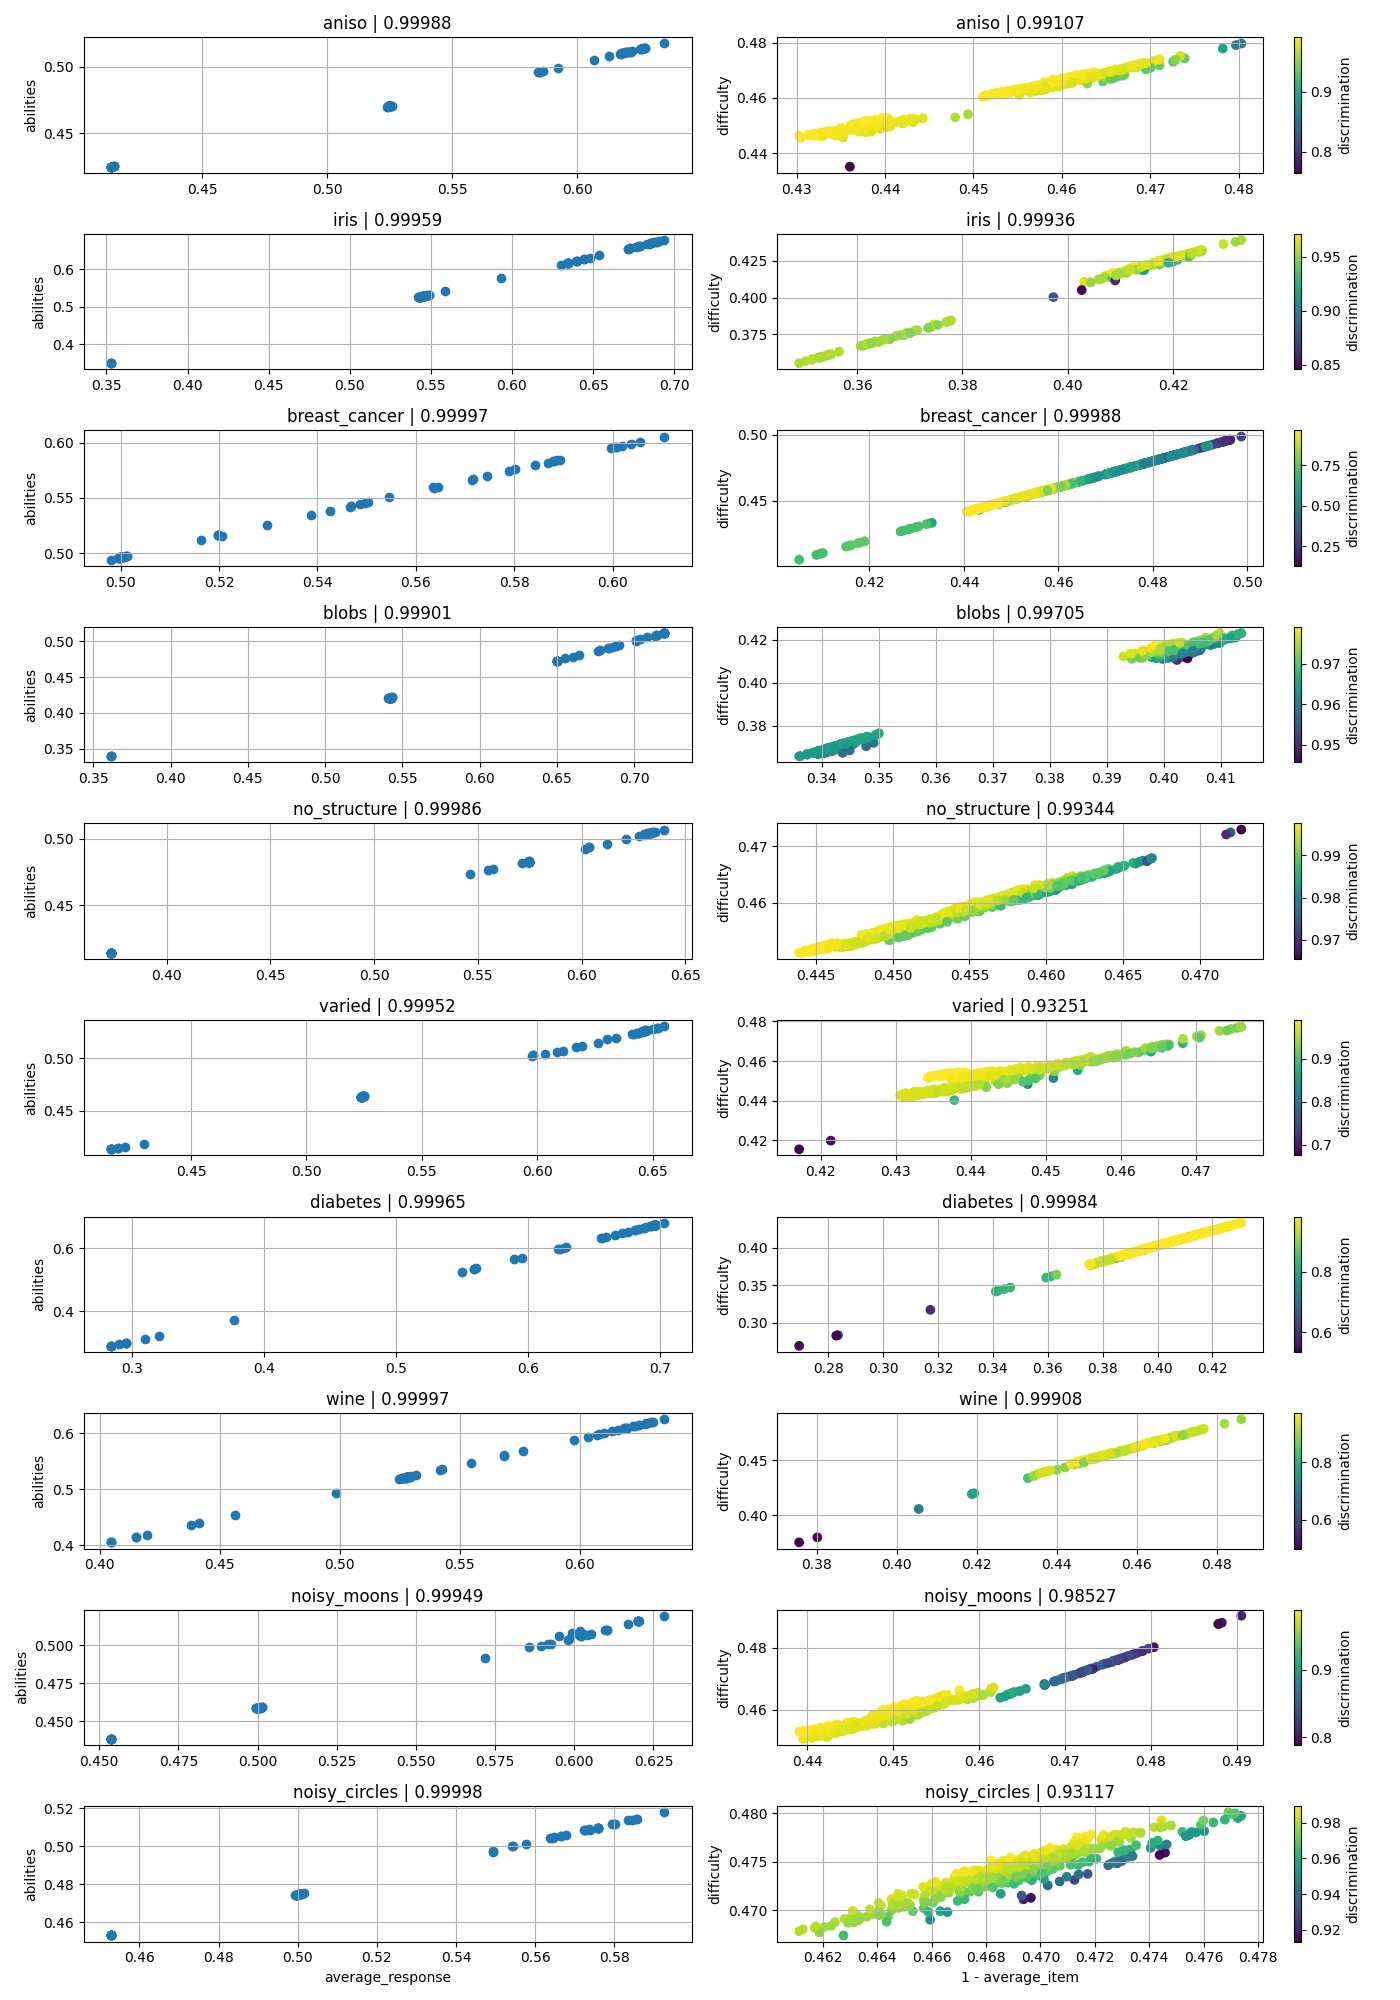 aniso | 0.99988
aniso | 0.99107
abilities
0.50
0.45
0.45 0.50 0.55 0.60
difficulty
0.48
0.46
0.44
0.43 0.44 0.45 0.46 0.47 0.48
0.9
0.8
discrimination
iris | 0.99959
iris | 0.99936
abilities
0.6
0.5
0.4
0.35 0.40 0.45 0.50 0.55 0.60 0.65 0.70
difficulty
0.425
0.400
0.375
0.36 0.38 0.40 0.42
0.95
0.90
0.85
discrimination
breast_cancer | 0.99997
breast_cancer | 0.99988
abilities
0.60
0.55
0.50
0.50 0.52 0.54 0.56 0.58 0.60
difficulty
0.50
0.45
0.42 0.44 0.46 0.48 0.50
0.75
0.50
0.25
discrimination
blobs | 0.99901
blobs | 0.99705
abilities
0.50
0.45
0.40
0.35
0.35 0.40 0.45 0.50 0.55 0.60 0.65 0.70
difficulty
0.42
0.40
0.38
0.34 0.35 0.36 0.37 0.38 0.39 0.40 0.41
0.97
0.96
0.95
discrimination
no_structure | 0.99986
no_structure | 0.99344
abilities
0.50
0.45
0.40 0.45 0.50 0.55 0.60 0.65
difficulty
0.47
0.46
0.445 0.450 0.455 0.460 0.465 0.470
0.99
0.98
0.97
discrimination
varied | 0.99952
varied | 0.93251
abilities
0.50
0.45
0.45 0.50 0.55 0.60 0.65
difficulty
0.48
0.46
0.44
0.42
0.42 0.43 0.44 0.45 0.46 0.47
0.9
0.8
0.7
discrimination
diabetes | 0.99965
diabetes | 0.99984
abilities
0.6
0.4
0.3 0.4 0.5 0.6 0.7
difficulty
0.40
0.35
0.30
0.28 0.30 0.32 0.34 0.36 0.38 0.40 0.42
0.8
0.6
discrimination
wine | 0.99997
wine | 0.99908
abilities
0.6
0.5
0.4
0.40 0.45 0.50 0.55 0.60
difficulty
0.45
0.40
0.38 0.40 0.42 0.44 0.46 0.48
0.8
0.6
discrimination
noisy_moons | 0.99949
noisy_moons | 0.98527
abilities
0.500
0.475
0.450
0.450 0.475 0.500 0.525 0.550 0.575 0.600 0.625
difficulty
0.48
0.46
0.44 0.45 0.46 0.47 0.48 0.49
0.9
0.8
discrimination
noisy_circles | 0.99998
noisy_circles | 0.93117
abilities
0.52
0.50
0.48
0.46
0.46 0.48 0.50 0.52 0.54 0.56 0.58
average_response
difficulty
0.480
0.475
0.470
0.462 0.464 0.466 0.468 0.470 0.472 0.474 0.476 0.478
1 - average_item
0.98
0.96
0.94
0.92
discrimination